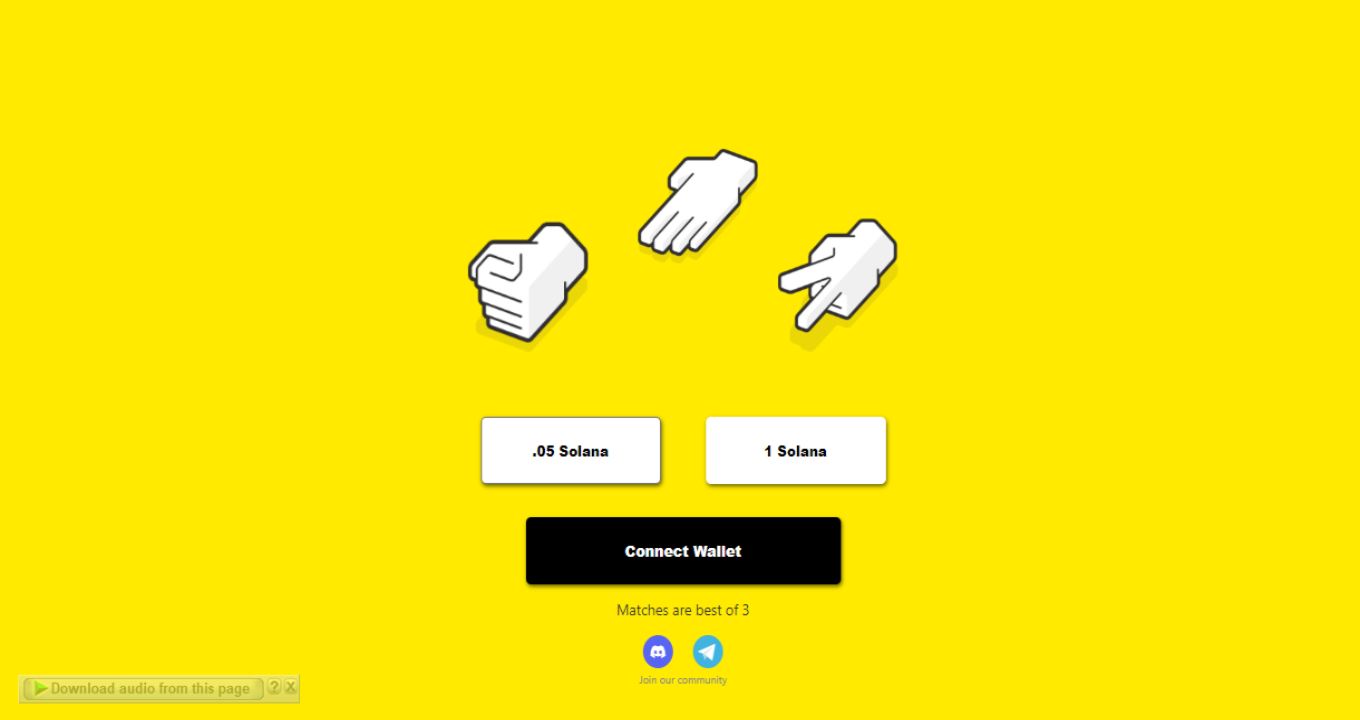 .05 Solana
1 Solana
Connect Wallet
Matches are best of 3
Join our community
Download audio from this page ? X